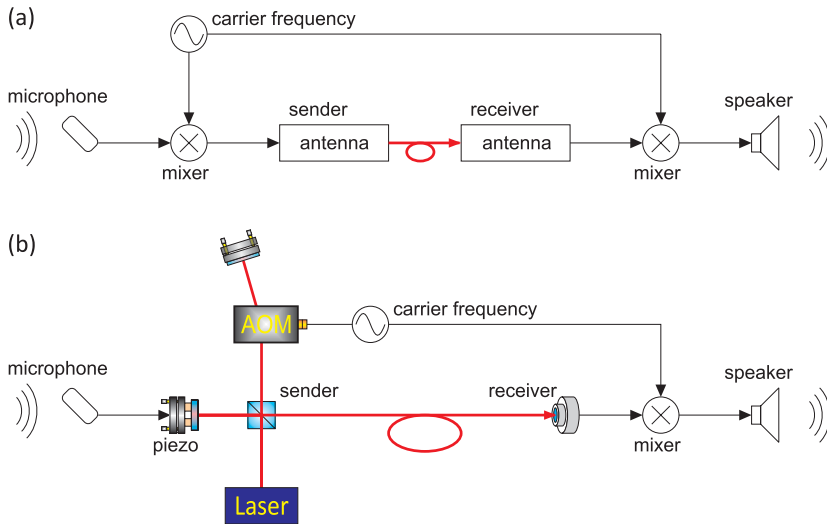 (a)
carrier frequency
microphone
sender
receiver
speaker
antenna
antenna
mixer
mixer
(b)
AOM
carrier frequency
microphone
sender
receiver
speaker
piezo
mixer
Laser